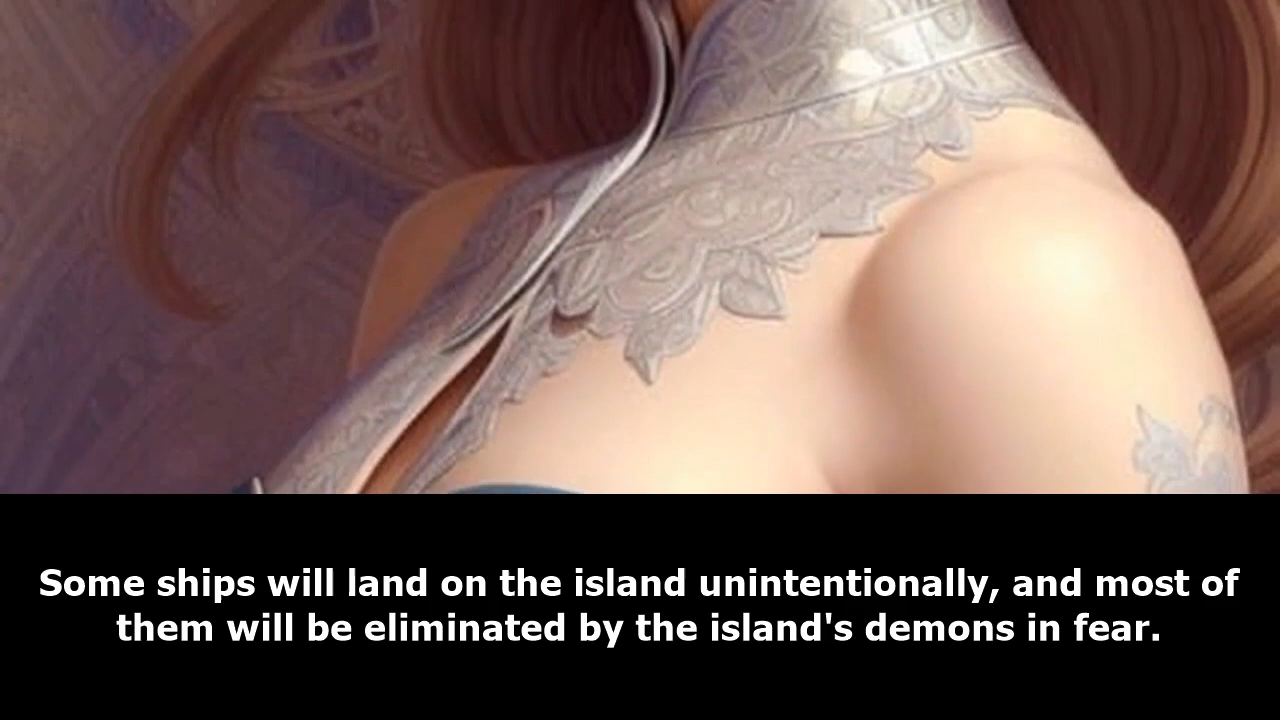 Some ships will land on the island unintentionally, and most of
them will be eliminated by the island's demons in fear.